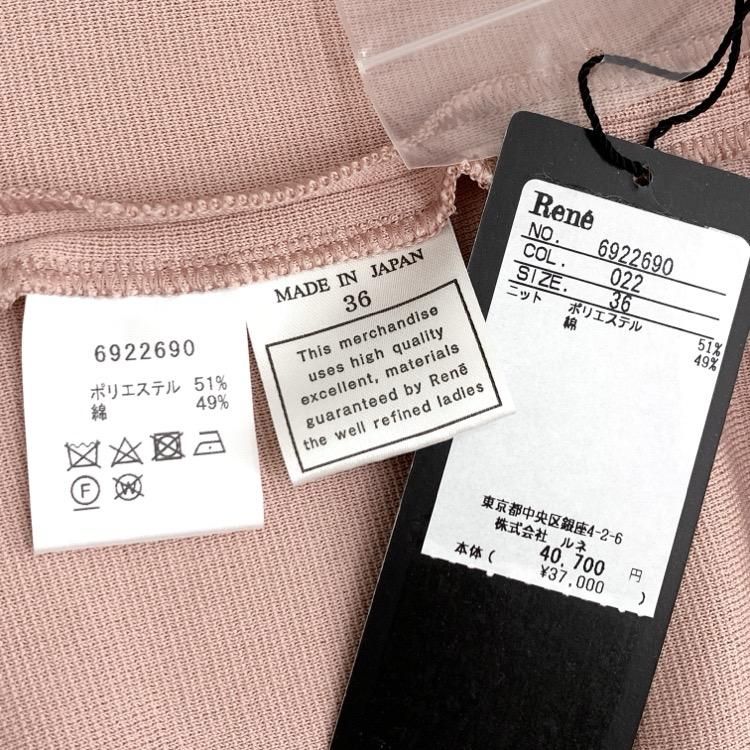 6922690
ポリエステル 51%
綿 49%
F
W
MADE IN JAPAN
36
This merchandise
uses high quality
excellent, materials
guaranteed by René
the well refined ladies
René
NO. 6922690
COL. 022
SIZE. 36
ニット ポリエステル 51%
綿 49%
東京都中央区銀座4-2-6
株式会社 ルネ
40,700 円
本体( ¥37,000 )